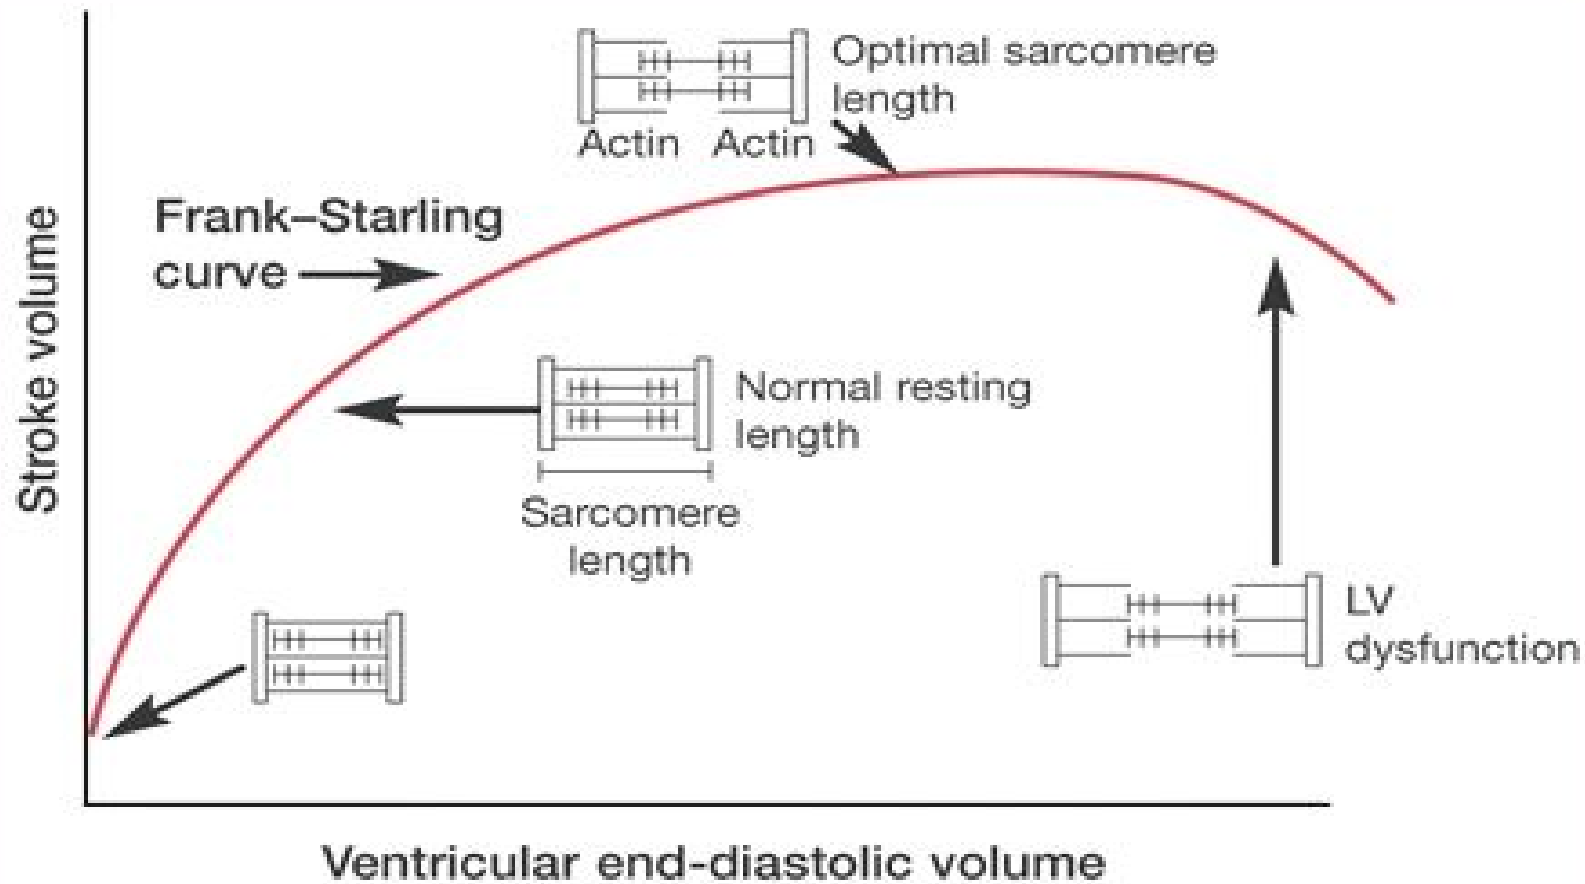 Optimal sarcomere
length
Actin Actin
Frank–Starling
curve
Stroke volume
Normal resting
length
Sarcomere
length
LV
dysfunction
Ventricular end-diastolic volume